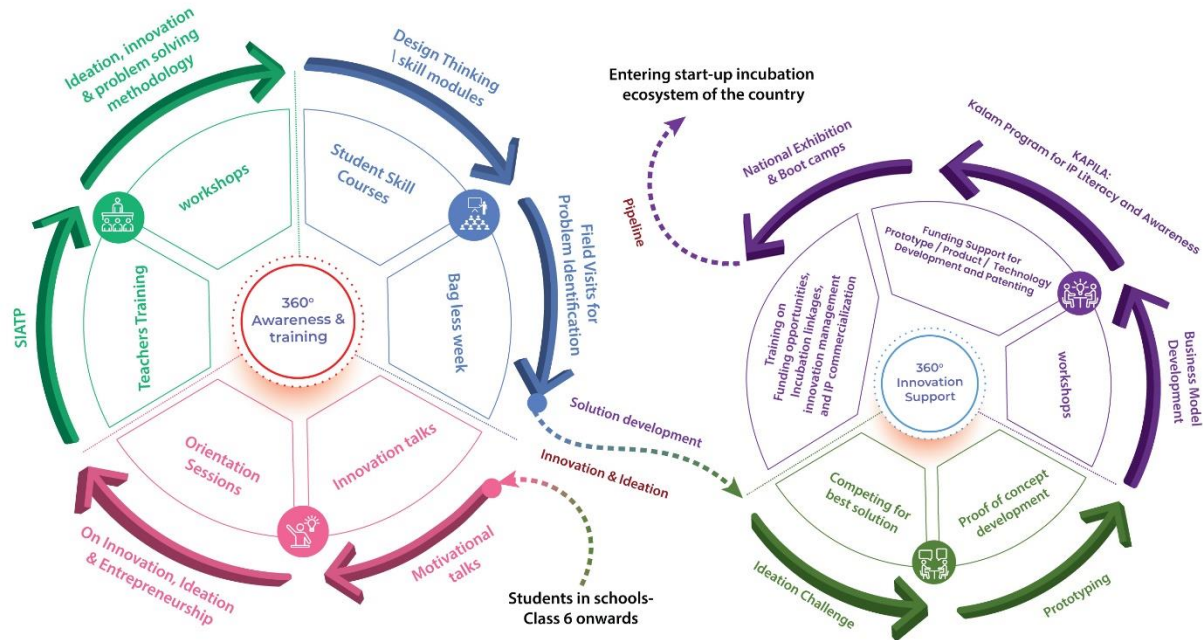 Ideation, innovation
& problem solving
methodology
Design Thinking
\ skill modules
workshops
Student Skill
Courses
SIATP
Teachers Training
360°
Awareness &
training
Bag less week
Field Visits for
Problem Identification
Orientation
Sessions
Innovation talks
On Innovation, Ideation
& Entrepreneurship
Motivational
talks
Students in schools-
Class 6 onwards
Solution development
Innovation & Ideation
Entering start-up incubation
ecosystem of the country
Pipeline
National Exhibition
& Boot camps
KAPILA:
Kalam Program for IP Literacy and Awareness
Funding Support for
Prototype / Product / Technology
Development and Patenting
Training on
Funding opportunities,
Incubation linkages,
innovation management
and IP commercialization
360°
Innovation
Support
workshops
Business Model
Development
Competing for
best solution
Proof of concept
development
Ideation Challenge
Prototyping